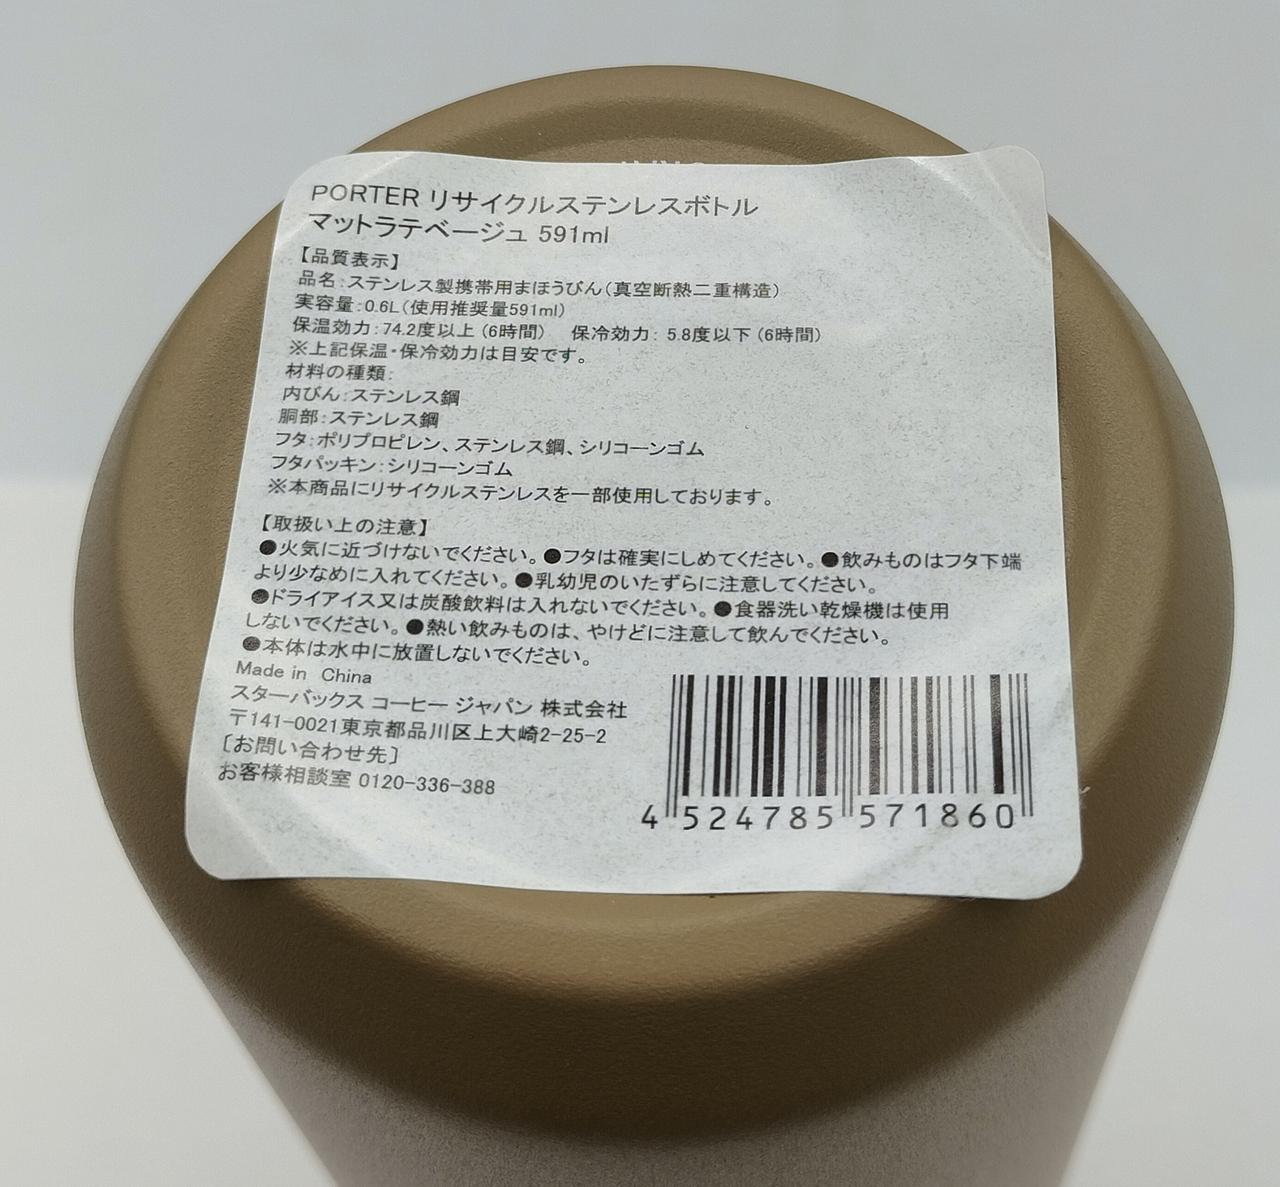 PORTER リサイクルステンレスボトル
マットラテベージュ 591ml
【品質表示】
品名：ステンレス製携帯用まほうびん（真空断熱二重構造）
実容量：0.6L（使用推奨量591ml）
保温効力：74.2度以上（6時間）　保冷効力： 5.8度以下（6時間）
※上記保温・保冷効力は目安です。
材料の種類：
内びん：ステンレス鋼
胴部：ステンレス鋼
フタ：ポリプロピレン、ステンレス鋼、シリコーンゴム
フタパッキン：シリコーンゴム
※本商品にリサイクルステンレスを一部使用しております。
【取扱い上の注意】
●火気に近づけないでください。●フタは確実にしめてください。●飲みものはフタ下端
より少なめに入れてください。●乳幼児のいたずらに注意してください。
●ドライアイス又は炭酸飲料は入れないでください。●食器洗い乾燥機は使用
しないでください。●熱い飲みものは、やけどに注意して飲んでください。
●本体は水中に放置しないでください。
Made in China
スターバックス コーヒー ジャパン 株式会社
〒141-0021東京都品川区上大崎2-25-2
［お問い合わせ先］
お客様相談室 0120-336-388
4 524785 571860